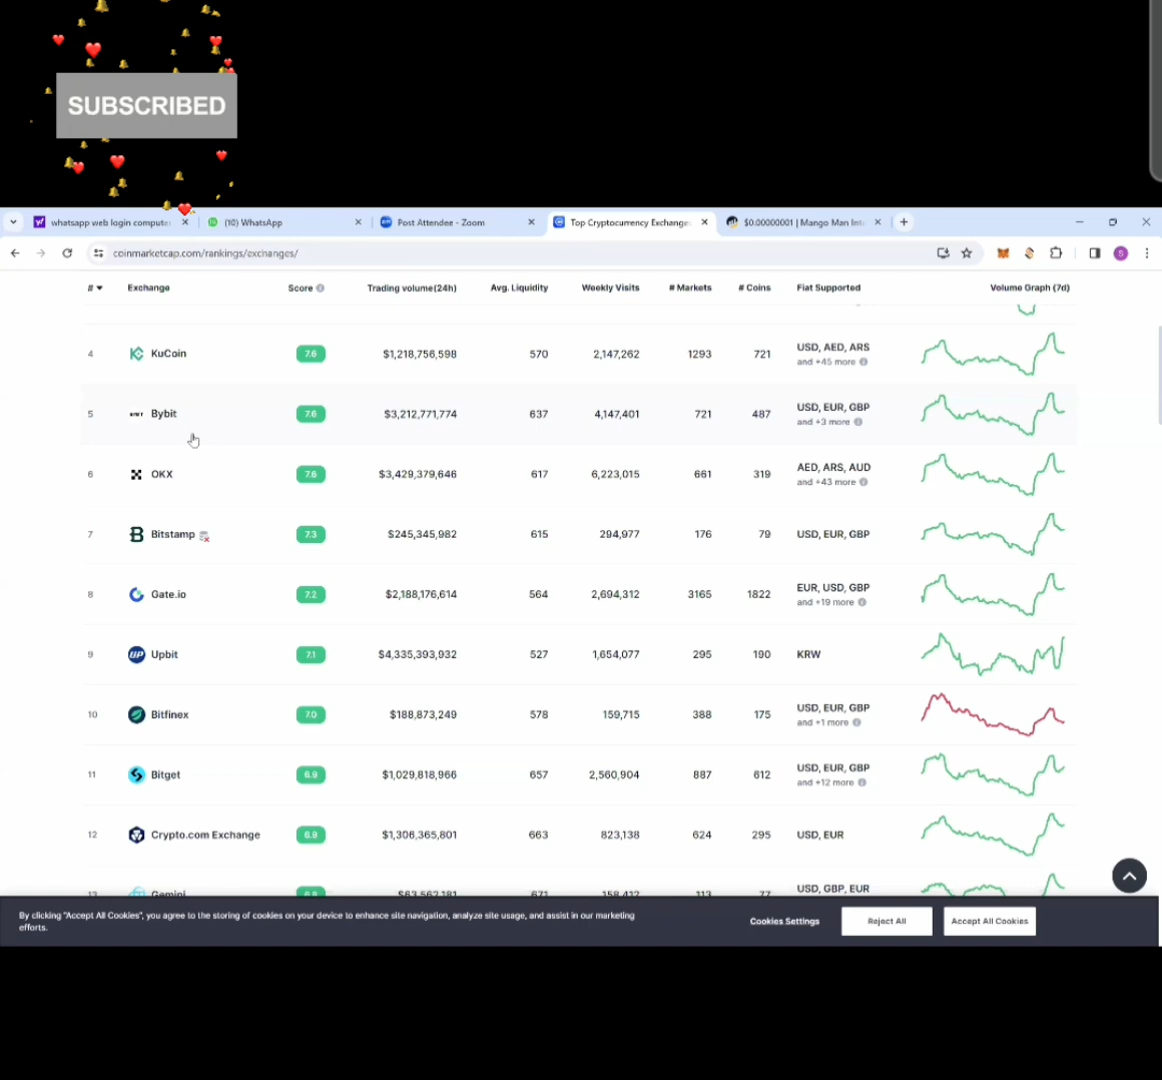 SUBSCRIBED
whatsapp web login compute
(10) WhatsApp
Post Attendee - Zoom
Top Cryptocurrency Exchange
$0.00000001 | Mango Man Int
coinmarketcap.com/rankings/exchanges/
# Exchange Score Trading volume(24h) Avg. Liquidity Weekly Visits # Markets # Coins Fiat Supported Volume Graph (7d)
4 KuCoin 7.6 $1,218,756,598 570 2,147,262 1293 721 USD, AED, ARS
and +45 more
5 Bybit 7.6 $3,212,771,774 637 4,147,401 721 487 USD, EUR, GBP
and +3 more
6 OKX 7.6 $3,429,379,646 617 6,223,015 661 319 AED, ARS, AUD
and +43 more
7 Bitstamp 7.3 $245,345,982 615 294,977 176 79 USD, EUR, GBP
8 Gate.io 7.2 $2,188,176,614 564 2,694,312 3165 1822 EUR, USD, GBP
and +19 more
9 Upbit 7.1 $4,335,393,932 527 1,654,077 295 190 KRW
10 Bitfinex 7.0 $188,873,249 578 159,715 388 175 USD, EUR, GBP
and +1 more
11 Bitget 6.9 $1,029,818,966 657 2,560,904 887 612 USD, EUR, GBP
and +12 more
12 Crypto.com Exchange 6.9 $1,306,365,801 663 823,138 624 295 USD, EUR
13 Gemini 6.8 $63,562,181 671 158,412 113 77 USD, GBP, EUR
By clicking "Accept All Cookies", you agree to the storing of cookies on your device to enhance site navigation, analyze site usage, and assist in our marketing
efforts.
Cookies Settings
Reject All
Accept All Cookies